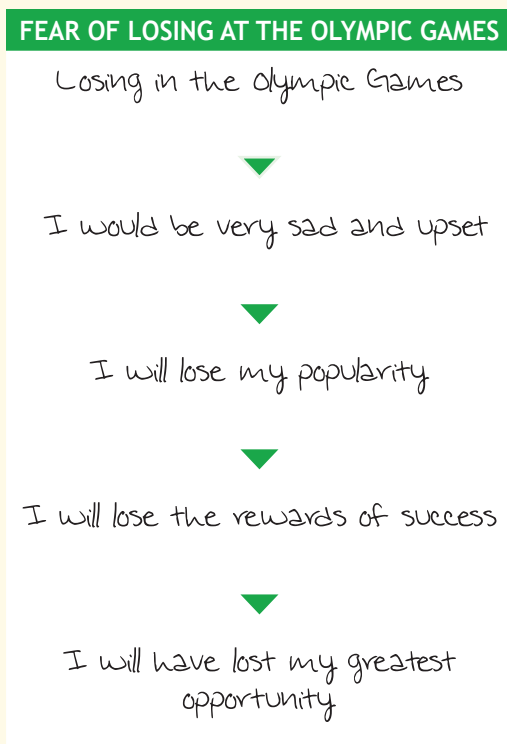 FEAR OF LOSING AT THE OLYMPIC GAMES
Losing in the Olympic Games
I would be very sad and upset
I will lose my popularity
I will lose the rewards of success
I will have lost my greatest
opportunity